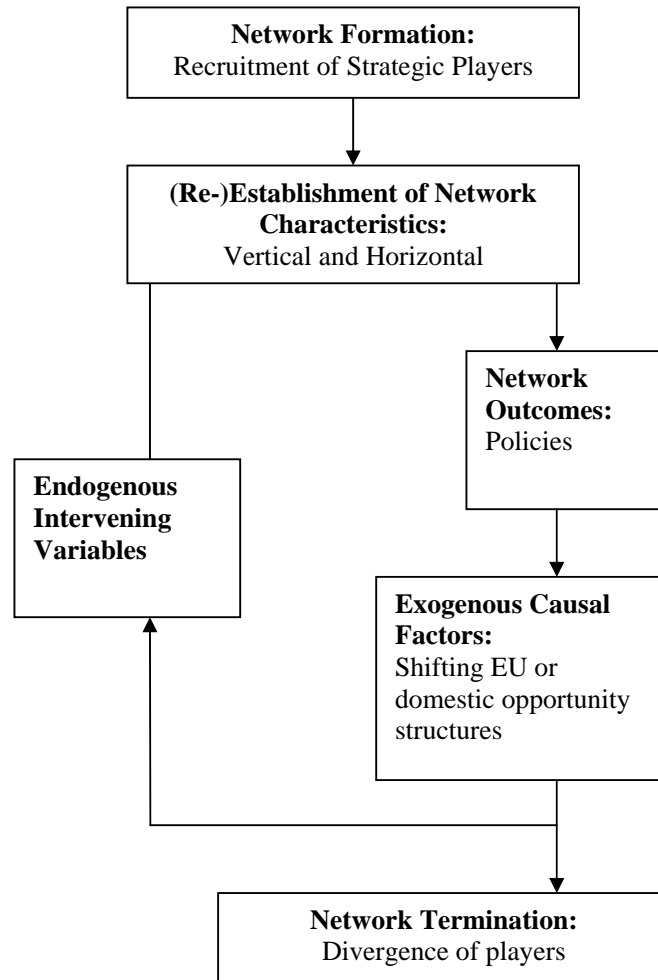 Network Formation:
Recruitment of Strategic Players
(Re-)Establishment of Network
Characteristics:
Vertical and Horizontal
Network
Outcomes:
Policies
Endogenous
Intervening
Variables
Exogenous Causal
Factors:
Shifting EU or
domestic opportunity
structures
Network Termination:
Divergence of players